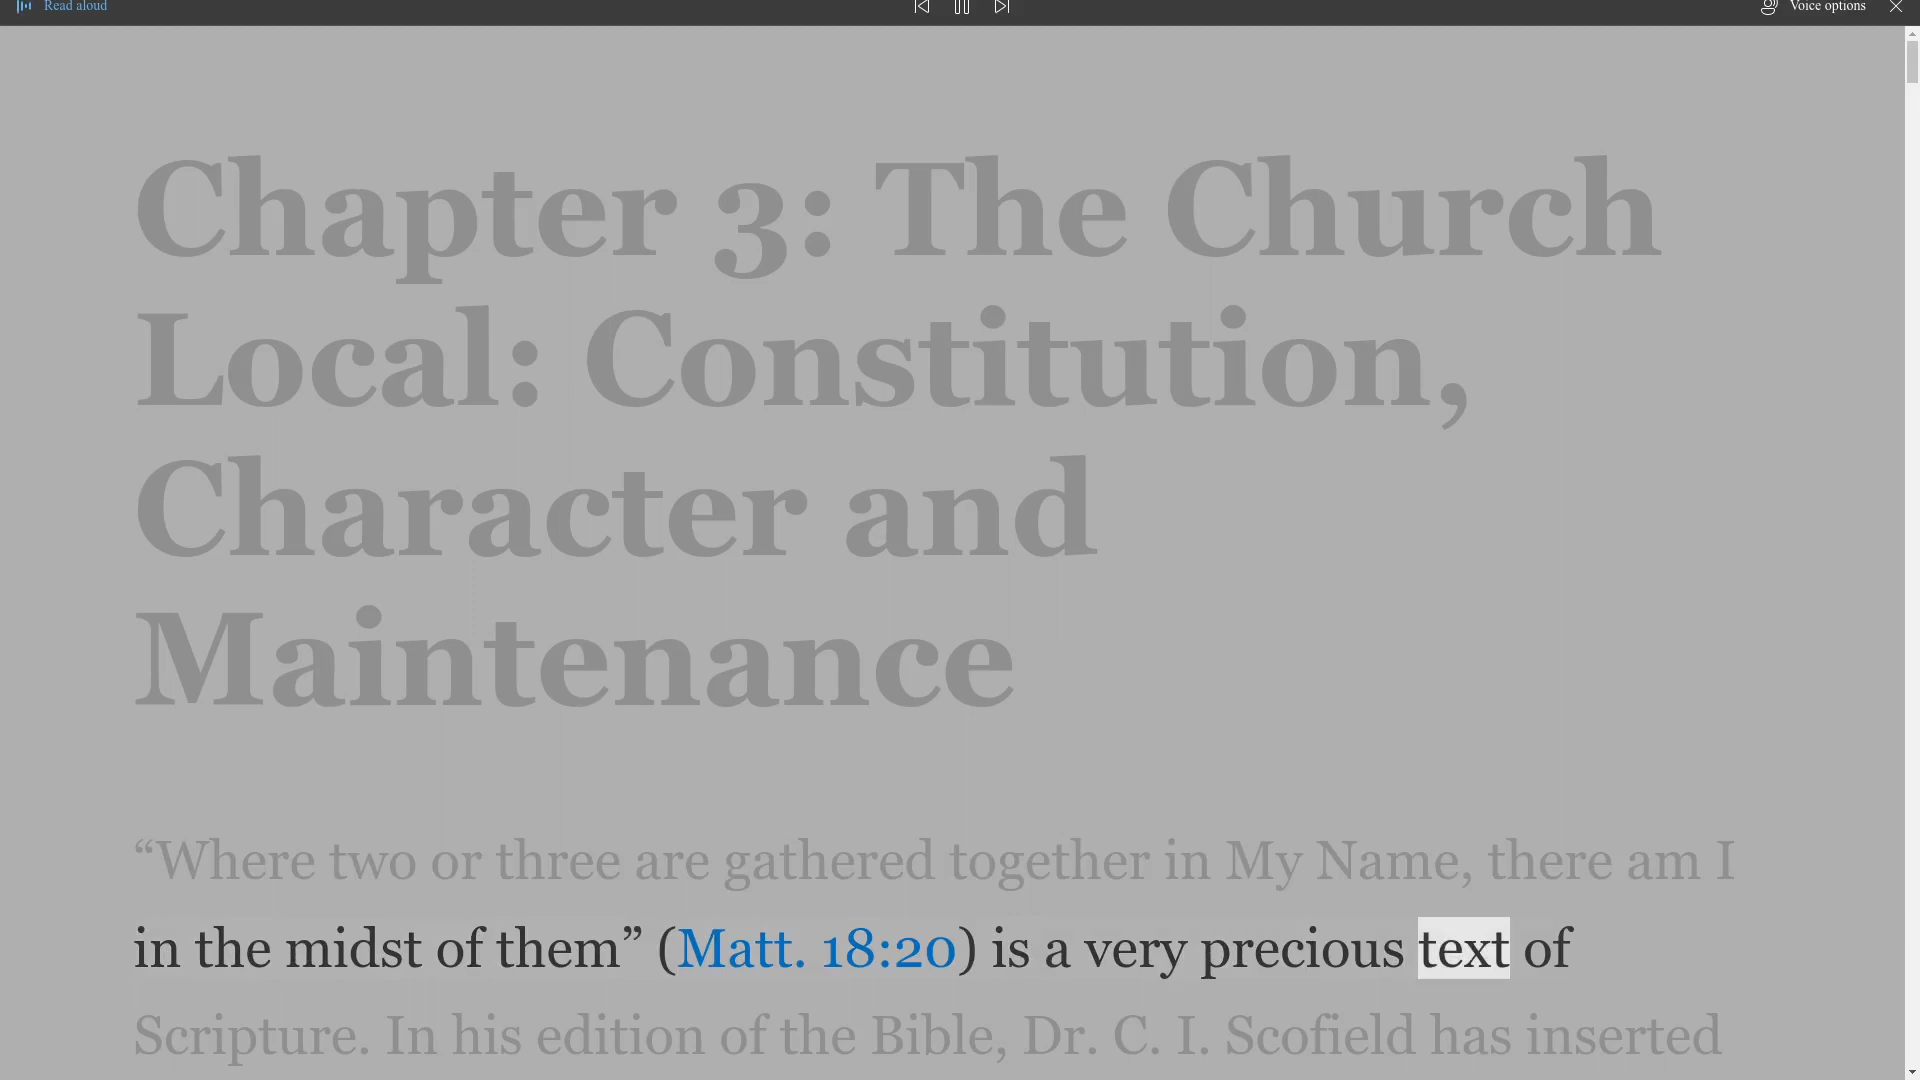 Read aloud
Voice options
Chapter 3: The Church
Local: Constitution,
Character and
Maintenance
“Where two or three are gathered together in My Name, there am I
in the midst of them” (Matt. 18:20) is a very precious text of
Scripture. In his edition of the Bible, Dr. C. I. Scofield has inserted